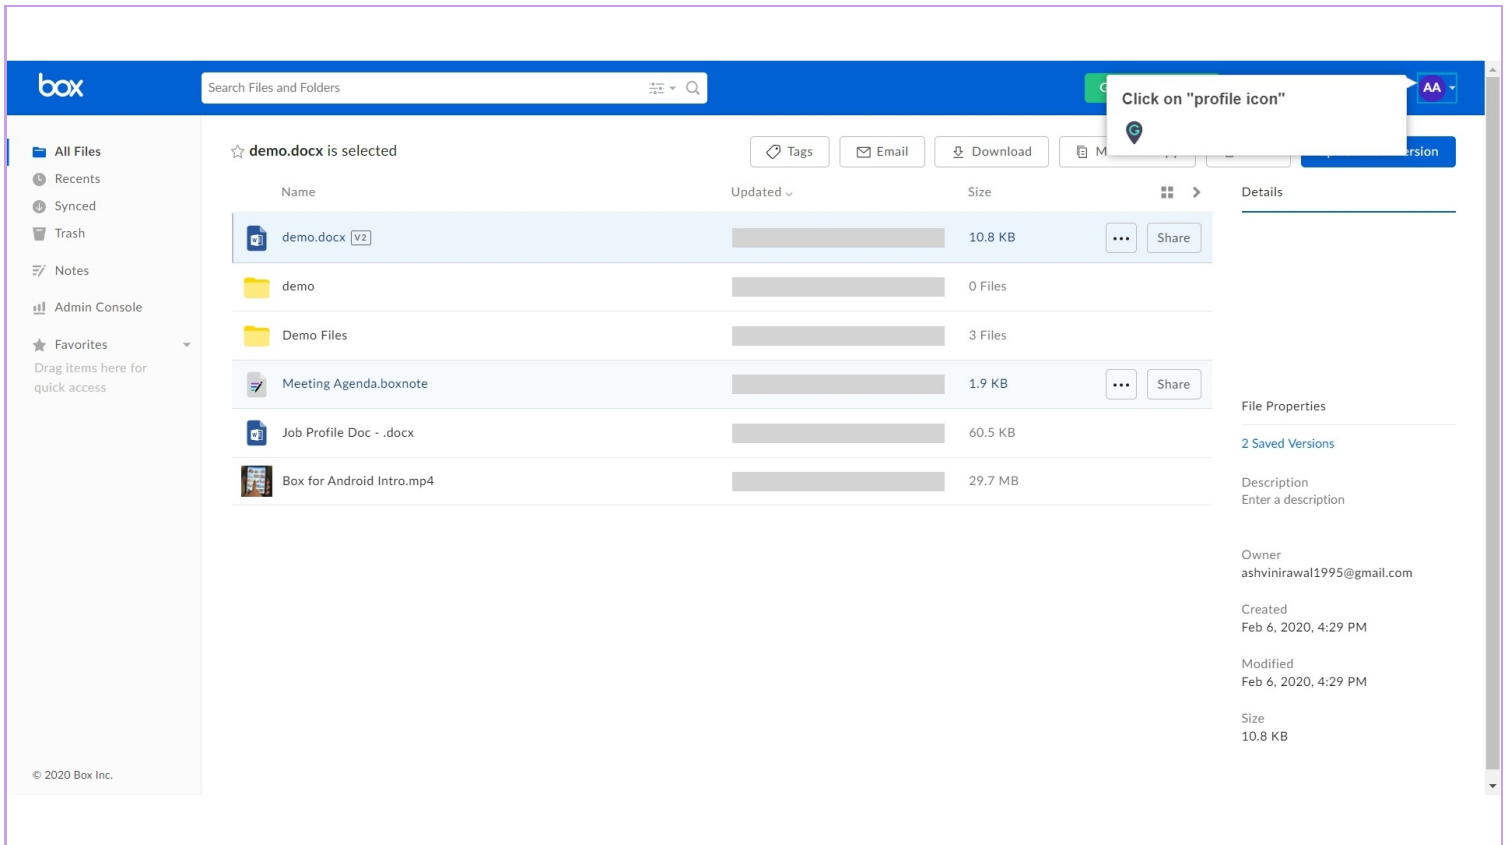 box
Search Files and Folders
G
Click on "profile icon"
G
AA
All Files
Recents
Synced
Trash
Notes
Admin Console
Favorites
Drag items here for
quick access
© 2020 Box Inc.
demo.docx is selected
Tags
Email
Download
M
ersion
Name
Updated
Size
demo.docx V2
10.8 KB
Share
demo
0 Files
Demo Files
3 Files
Meeting Agenda.boxnote
1.9 KB
Share
Job Profile Doc - .docx
60.5 KB
Box for Android Intro.mp4
29.7 MB
Details
File Properties
2 Saved Versions
Description
Enter a description
Owner
ashvinirawal1995@gmail.com
Created
Feb 6, 2020, 4:29 PM
Modified
Feb 6, 2020, 4:29 PM
Size
10.8 KB